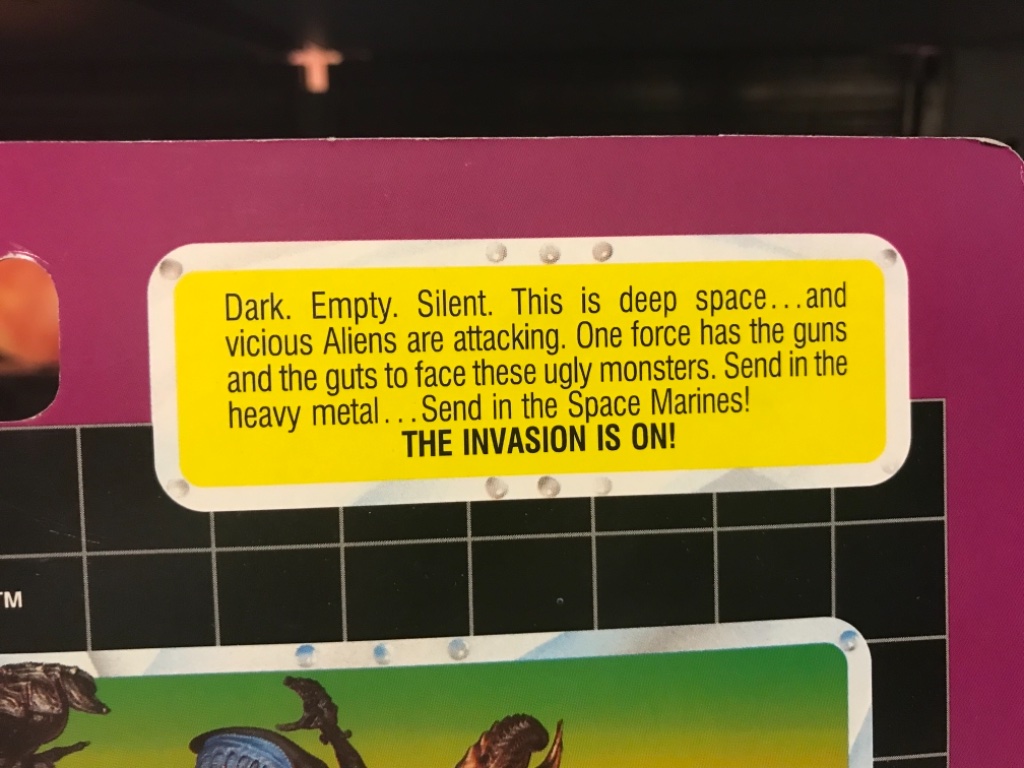 Dark. Empty. Silent. This is deep space...and
vicious Aliens are attacking. One force has the guns
and the guts to face these ugly monsters. Send in the
heavy metal...Send in the Space Marines!
THE INVASION IS ON!
TM